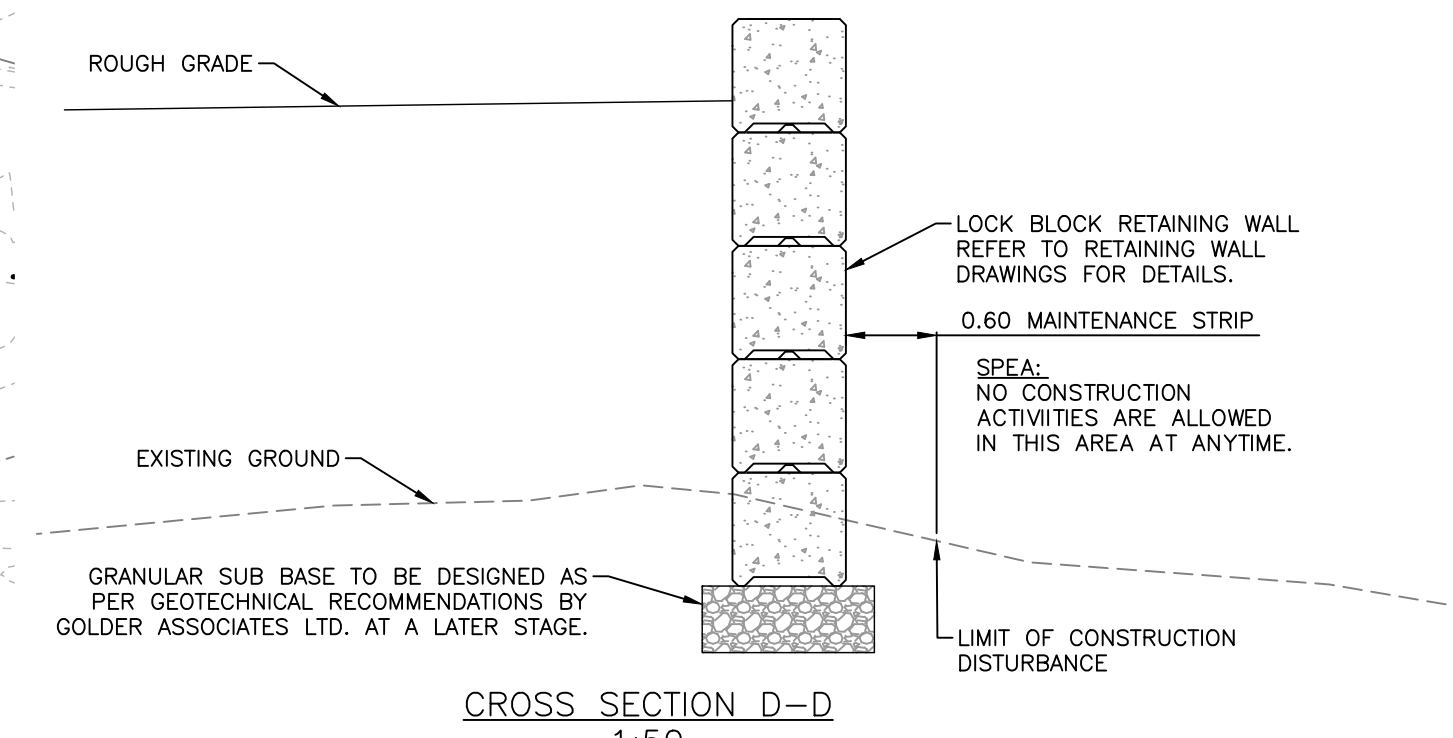 ROUGH GRADE
LOCK BLOCK RETAINING WALL
REFER TO RETAINING WALL
DRAWINGS FOR DETAILS.
0.60 MAINTENANCE STRIP
SPEA:
NO CONSTRUCTION
ACTIVIITIES ARE ALLOWED
IN THIS AREA AT ANYTIME.
EXISTING GROUND
GRANULAR SUB BASE TO BE DESIGNED AS
PER GEOTECHNICAL RECOMMENDATIONS BY
GOLDER ASSOCIATES LTD. AT A LATER STAGE.
LIMIT OF CONSTRUCTION
DISTURBANCE
CROSS SECTION D-D
1:50